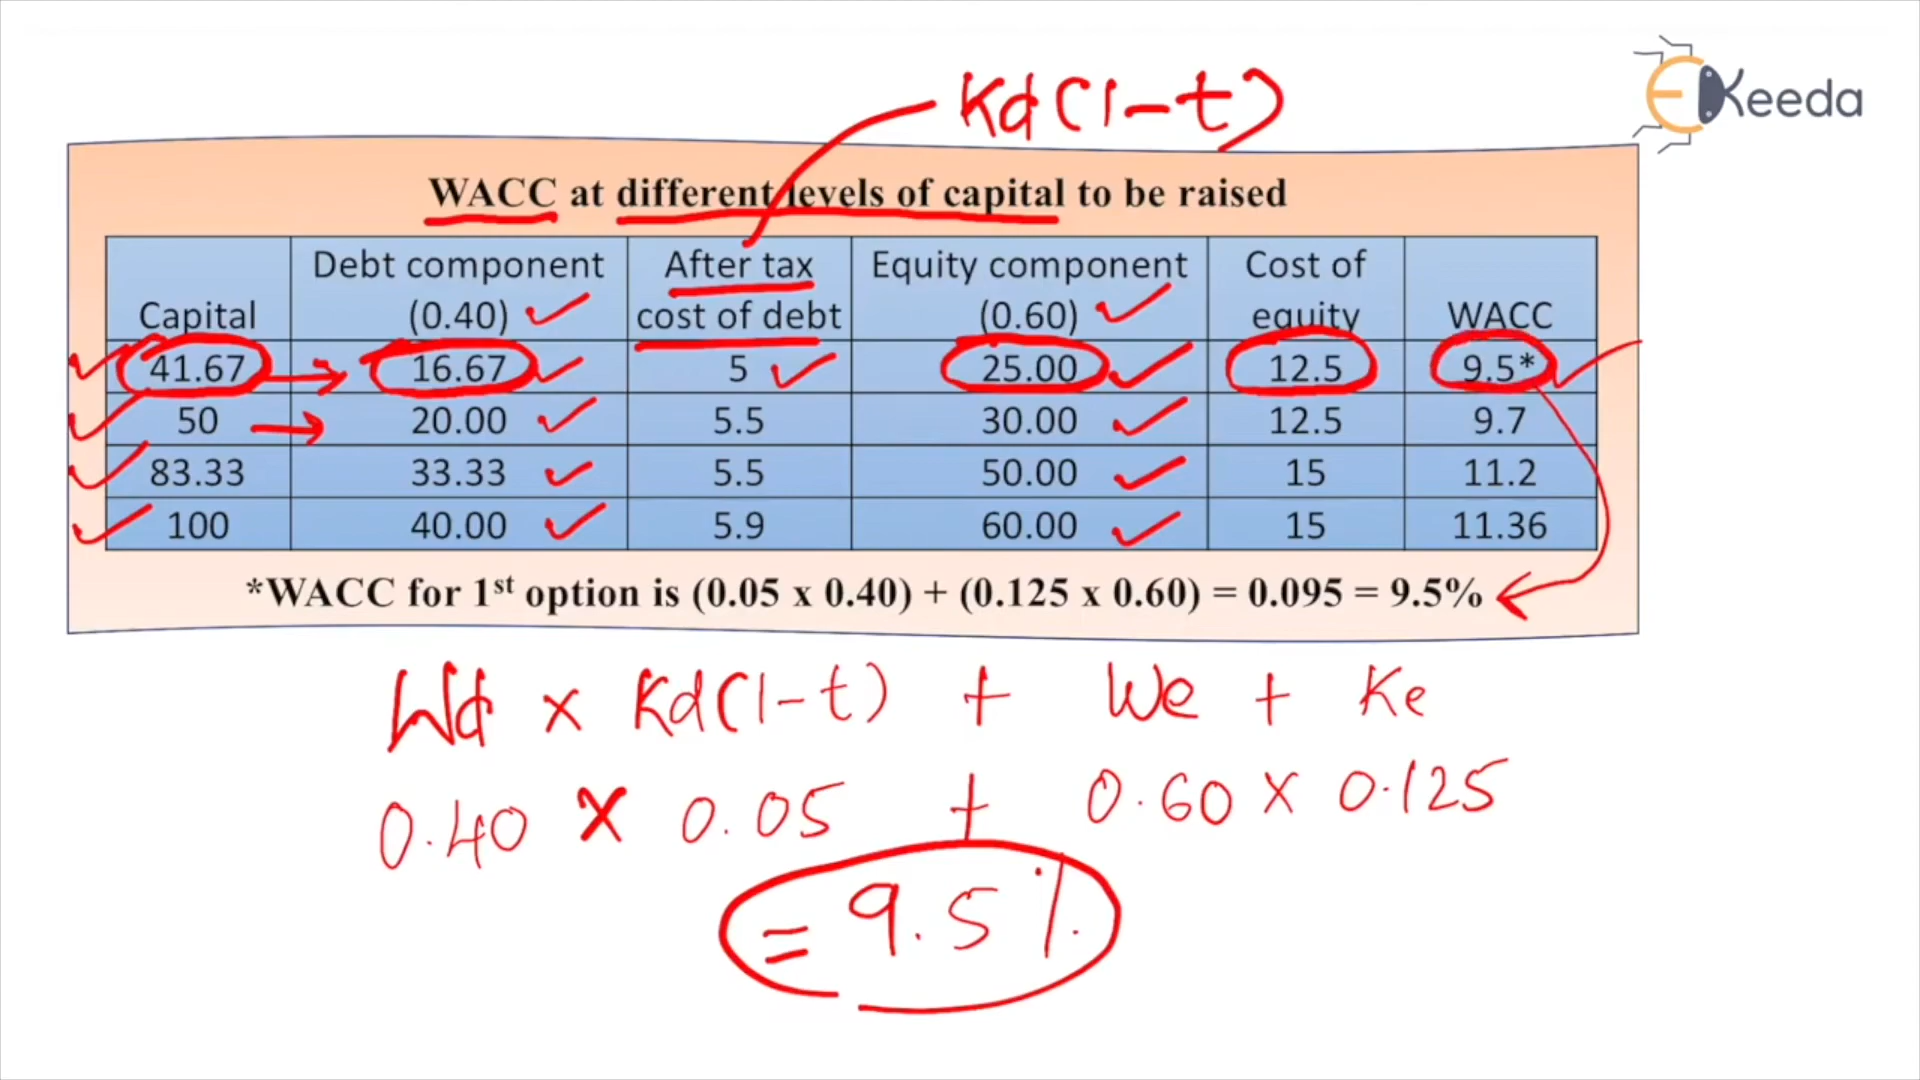 Kd(1-t)
EKeeda
WACC at different levels of capital to be raised
Capital | Debt component (0.40) | After tax cost of debt | Equity component (0.60) | Cost of equity | WACC
41.67 | 16.67 | 5 | 25.00 | 12.5 | 9.5*
50 | 20.00 | 5.5 | 30.00 | 12.5 | 9.7
83.33 | 33.33 | 5.5 | 50.00 | 15 | 11.2
100 | 40.00 | 5.9 | 60.00 | 15 | 11.36
*WACC for 1st option is (0.05 x 0.40) + (0.125 x 0.60) = 0.095 = 9.5%
Wd x Kd(1-t) + We + Ke
0.40 x 0.05 + 0.60 x 0.125
= 9.5%